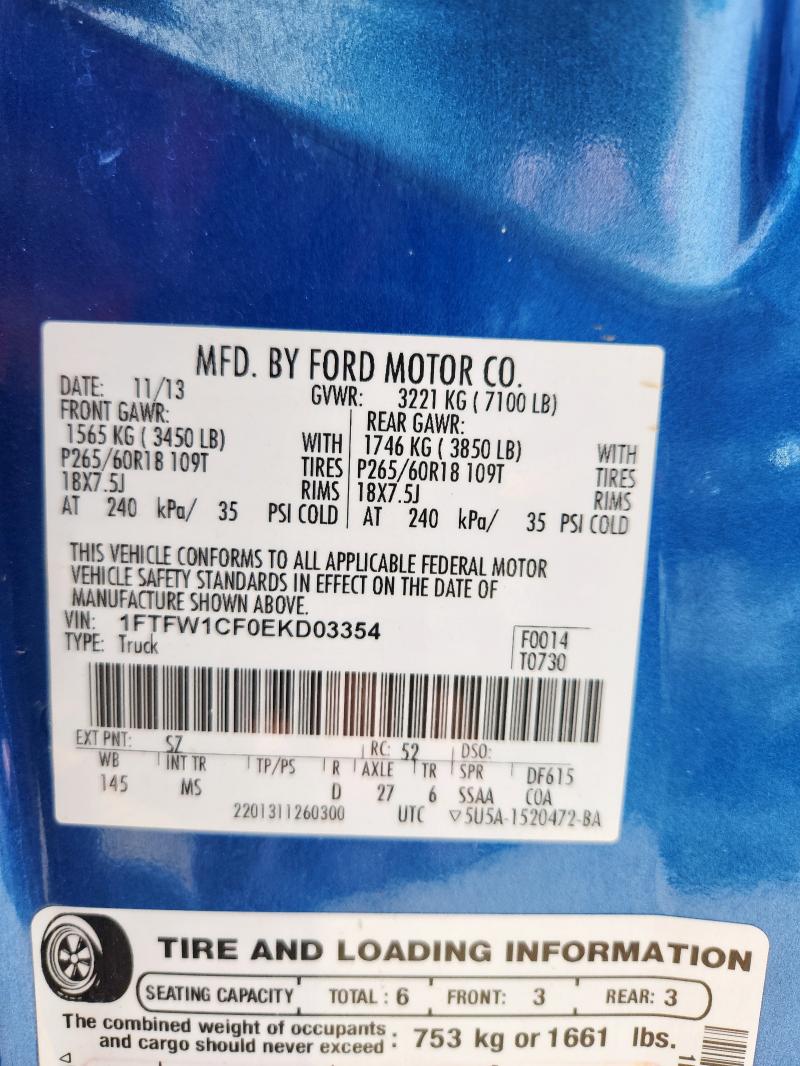 MFD. BY FORD MOTOR CO.
DATE: 11/13 GVWR: 3221 KG ( 7100 LB)
FRONT GAWR: REAR GAWR:
1565 KG ( 3450 LB) WITH 1746 KG ( 3850 LB) WITH
P265/60R18 109T TIRES P265/60R18 109T TIRES
18X7.5J RIMS 18X7.5J RIMS
AT 240 kPa/ 35 PSI COLD AT 240 kPa/ 35 PSI COLD
THIS VEHICLE CONFORMS TO ALL APPLICABLE FEDERAL MOTOR
VEHICLE SAFETY STANDARDS IN EFFECT ON THE DATE OF
MANUFACTURE SHOWN ABOVE.
VIN: 1FTFW1CF0EKD03354
TYPE: Truck
F0014
T0730
EXT PNT: SZ RC: 52 DSO:
WB INT TR TP/PS R AXLE TR SPR DF615
145 MS D 27 6 SSAA COA
2201311260300 UTC ▽5U5A-1520472-BA
TIRE AND LOADING INFORMATION
SEATING CAPACITY TOTAL : 6 FRONT: 3 REAR: 3
The combined weight of occupants
and cargo should never exceed : 753 kg or 1661 lbs.